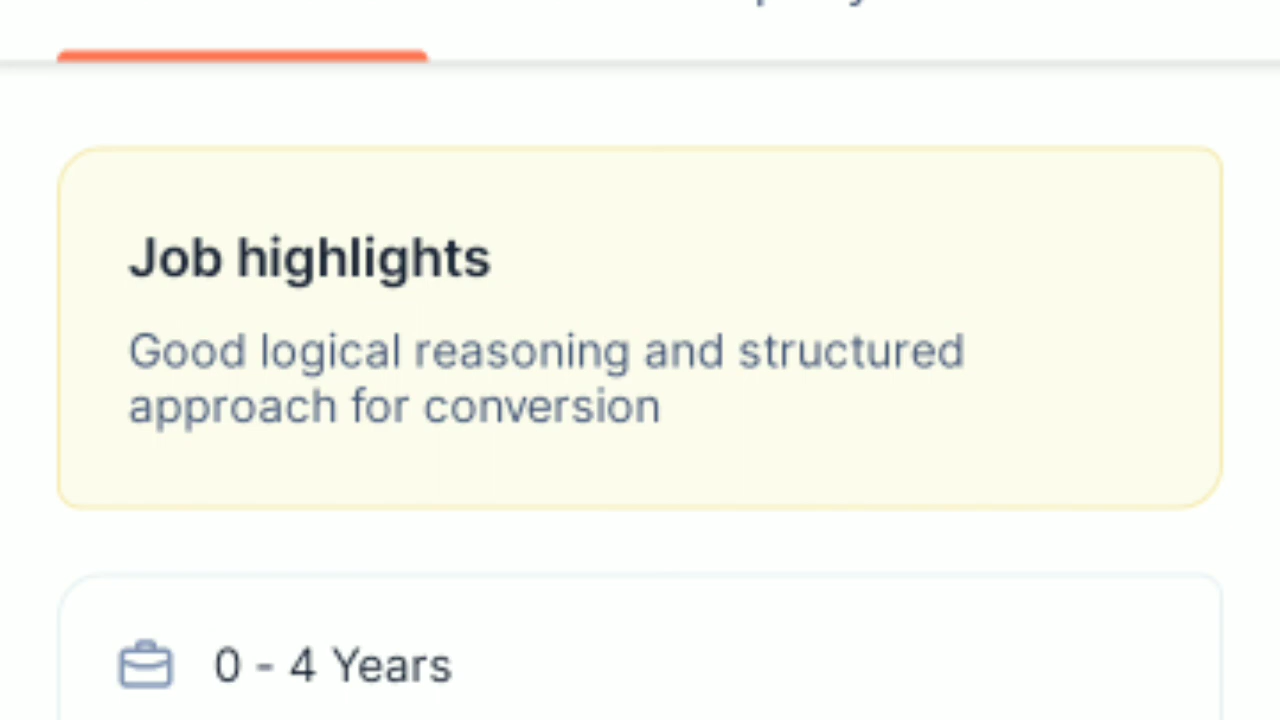 Job highlights
Good logical reasoning and structured
approach for conversion
0 - 4 Years